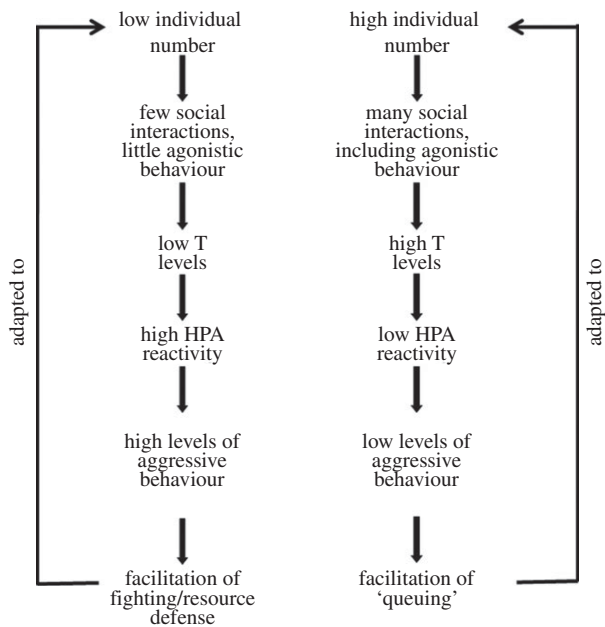 low individual
number
few social
interactions,
little agonistic
behaviour
low T
levels
high HPA
reactivity
high levels of
aggressive
behaviour
facilitation of
fighting/resource
defense
adapted to
high individual
number
many social
interactions,
including agonistic
behaviour
high T
levels
low HPA
reactivity
low levels of
aggressive
behaviour
facilitation of
‘queuing’
adapted to